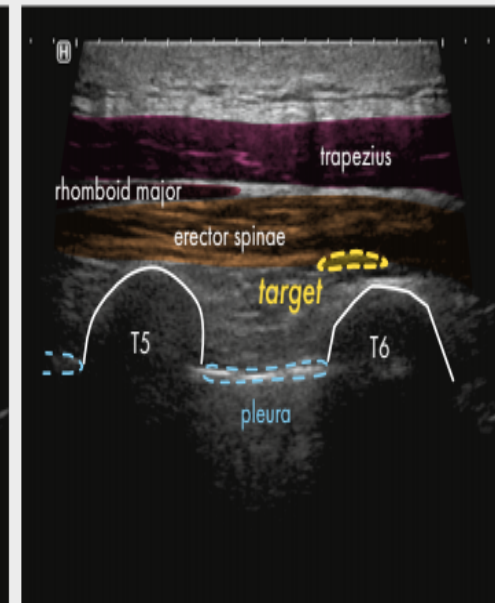 H
trapezius
rhomboid major
erector spinae
target
T5
T6
pleura